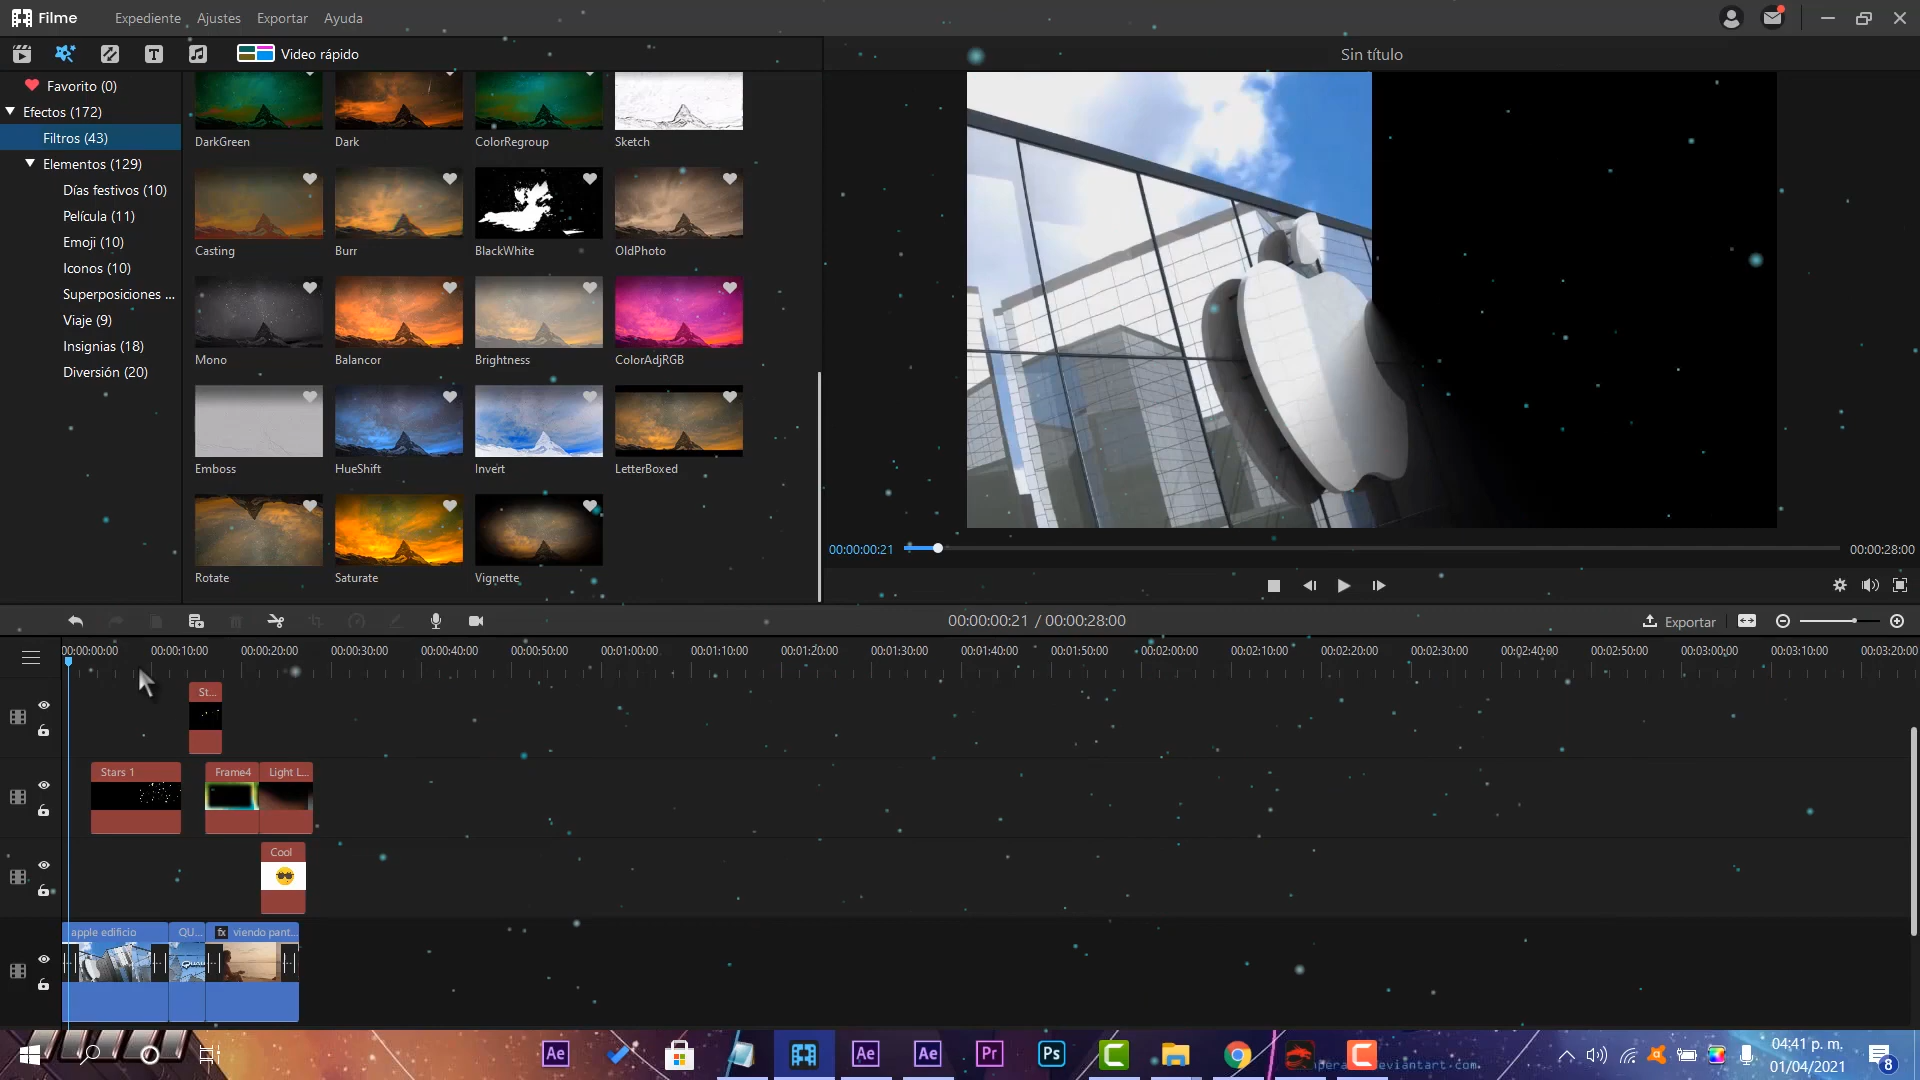 Filme
Expediente Ajustes Exportar Ayuda
Video rápido
Sin título
Favorito (0)
Efectos (172)
Filtros (43)
Elementos (129)
Días festivos (10)
Película (11)
Emoji (10)
Iconos (10)
Superposiciones ...
Viaje (9)
Insignias (18)
Diversión (20)
DarkGreen Dark ColorRegroup Sketch
Casting Burr BlackWhite OldPhoto
Mono Balancor Brightness ColorAdjRGB
Emboss HueShift Invert LetterBoxed
Rotate Saturate Vignette
00:00:00:21 00:00:28:00
00:00:00:21 / 00:00:28:00
Exportar
00:00:00:00 00:00:10:00 00:00:20:00 00:00:30:00 00:00:40:00 00:00:50:00 00:01:00:00 00:01:10:00 00:01:20:00 00:01:30:00 00:01:40:00 00:01:50:00 00:02:00:00 00:02:10:00 00:02:20:00 00:02:30:00 00:02:40:00 00:02:50:00 00:03:00:00 00:03:10:00 00:03:20:00
St...
Stars 1 Frame4 Light L...
Cool
apple edificio QU... fx viendo pant...
Ae Ae Ae Pr Ps
deviantart.com
04:41 p. m.
01/04/2021
8